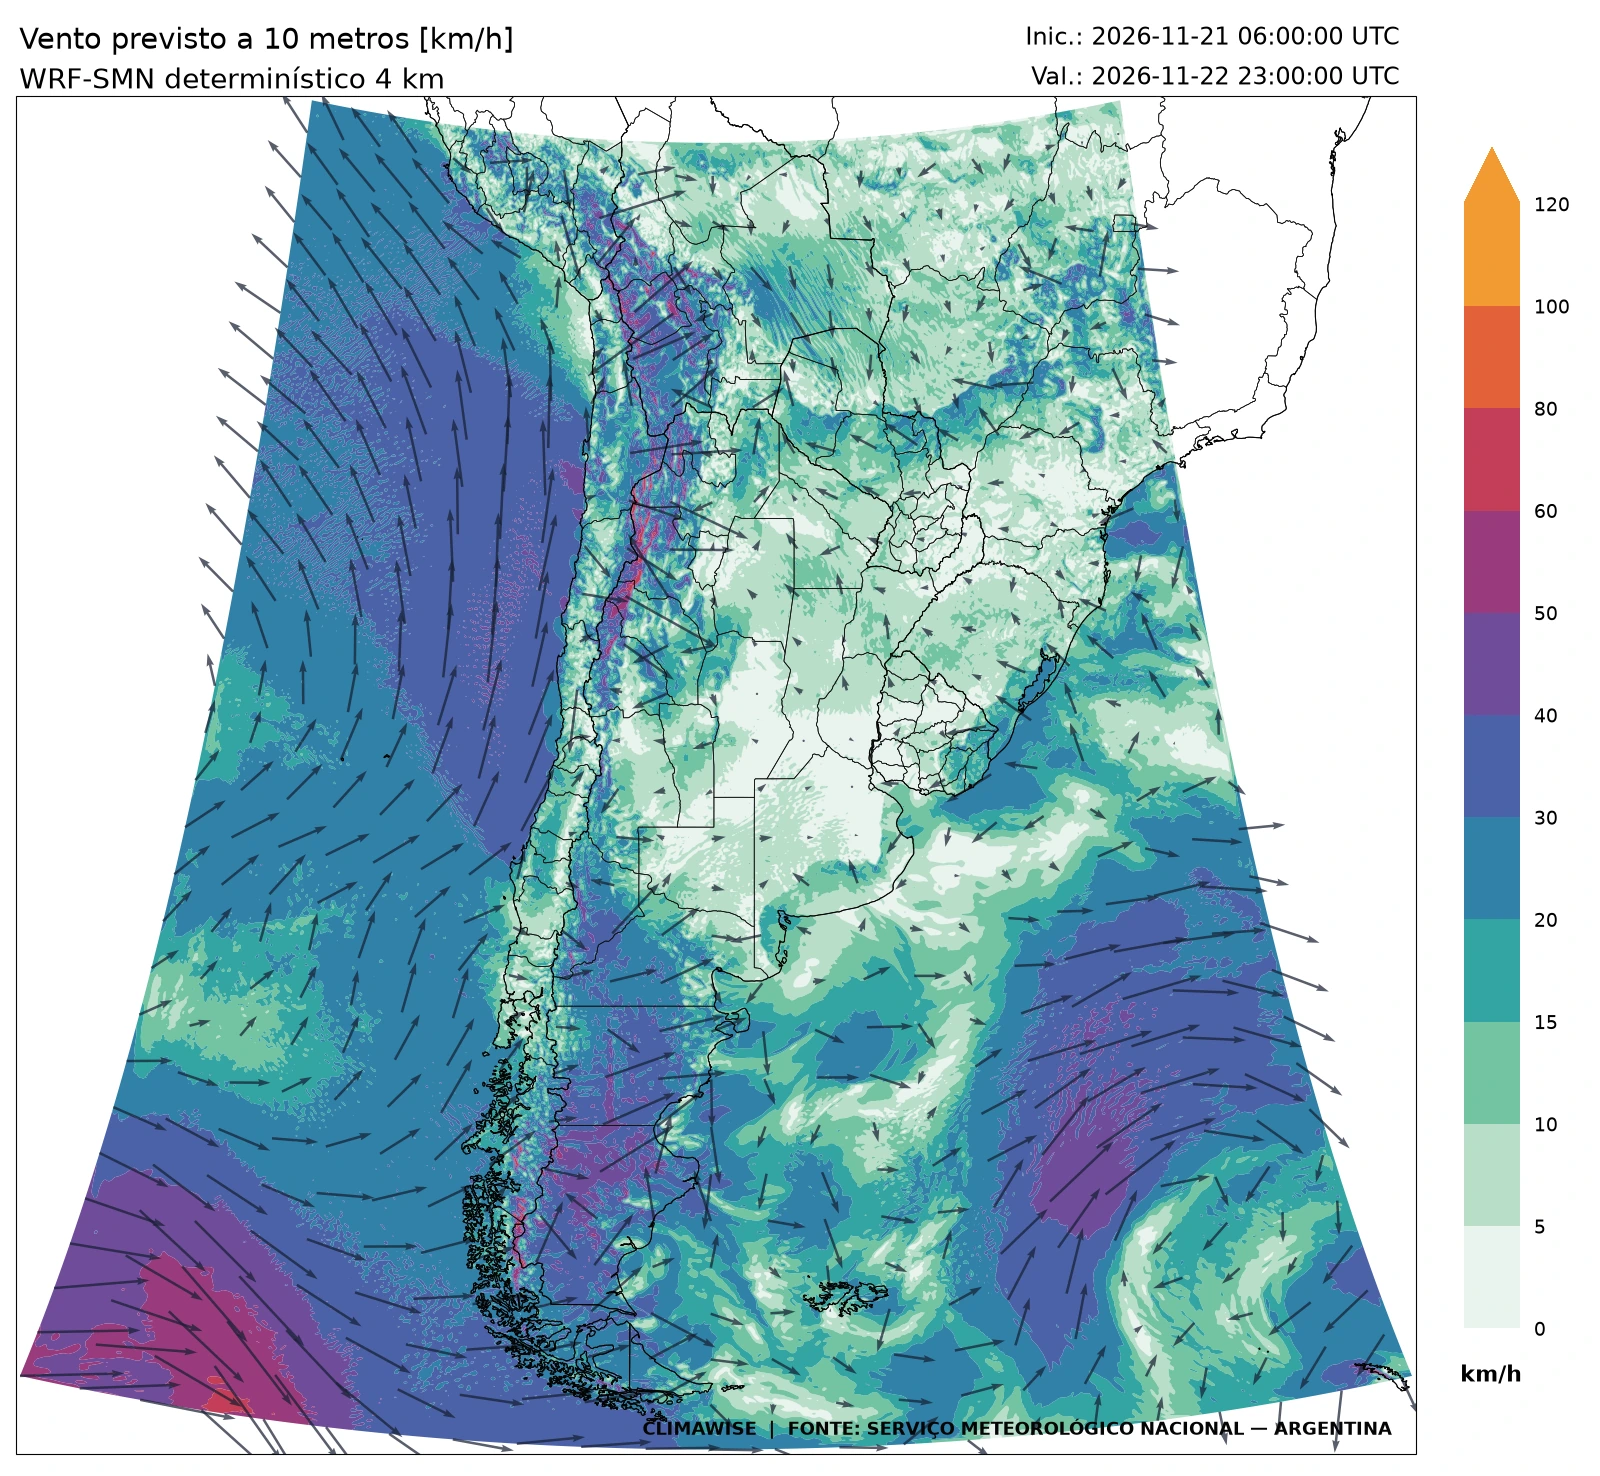 Vento previsto a 10 metros [km/h]
WRF-SMN determinístico 4 km
Inic.: 2026-11-21 06:00:00 UTC
Val.: 2026-11-22 23:00:00 UTC
120
100
80
60
50
40
30
20
15
10
5
0
km/h
CLIMAWISE | FONTE: SERVIÇO METEOROLÓGICO NACIONAL — ARGENTINA